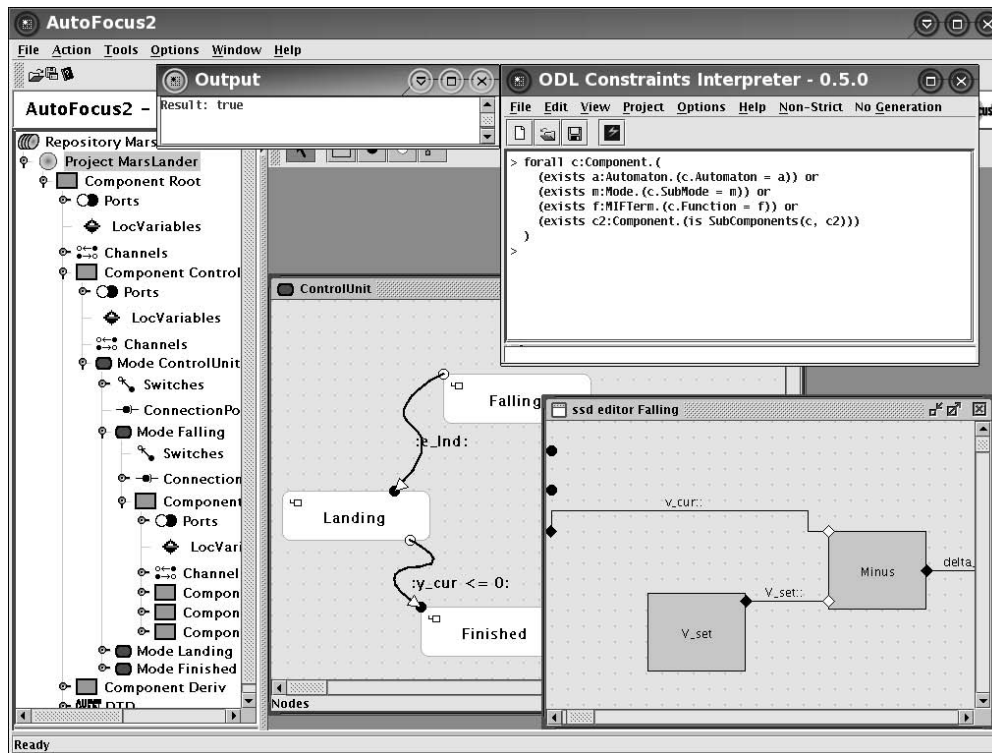 AutoFocus2
File Action Tools Options Window Help
Output
Result: true
ODL Constraints Interpreter - 0.5.0
File Edit View Project Options Help Non-Strict No Generation
> forall c:Component.(
(exists a:Automaton.(c.Automaton = a)) or
(exists m:Mode.(c.SubMode = m)) or
(exists f:MIFTerm.(c.Function = f)) or
(exists c2:Component.(is SubComponents(c, c2)))
)
>
AutoFocus2 –
Repository Mars
Project MarsLander
Component Root
Ports
LocVariables
Channels
Component Control
Ports
LocVariables
Channels
Mode ControlUnit
Switches
ConnectionPo
Mode Falling
Switches
Connection
Component
Ports
LocVari
Channel
Compon
Compon
Compon
Mode Landing
Mode Finished
Component Deriv
DTD
ControlUnit
Falling
:e_lnd:
Landing
:y_cur <= 0:
Finished
Nodes
ssd editor Falling
v_cur::
Minus
delta_
V_set::
V_set
Ready